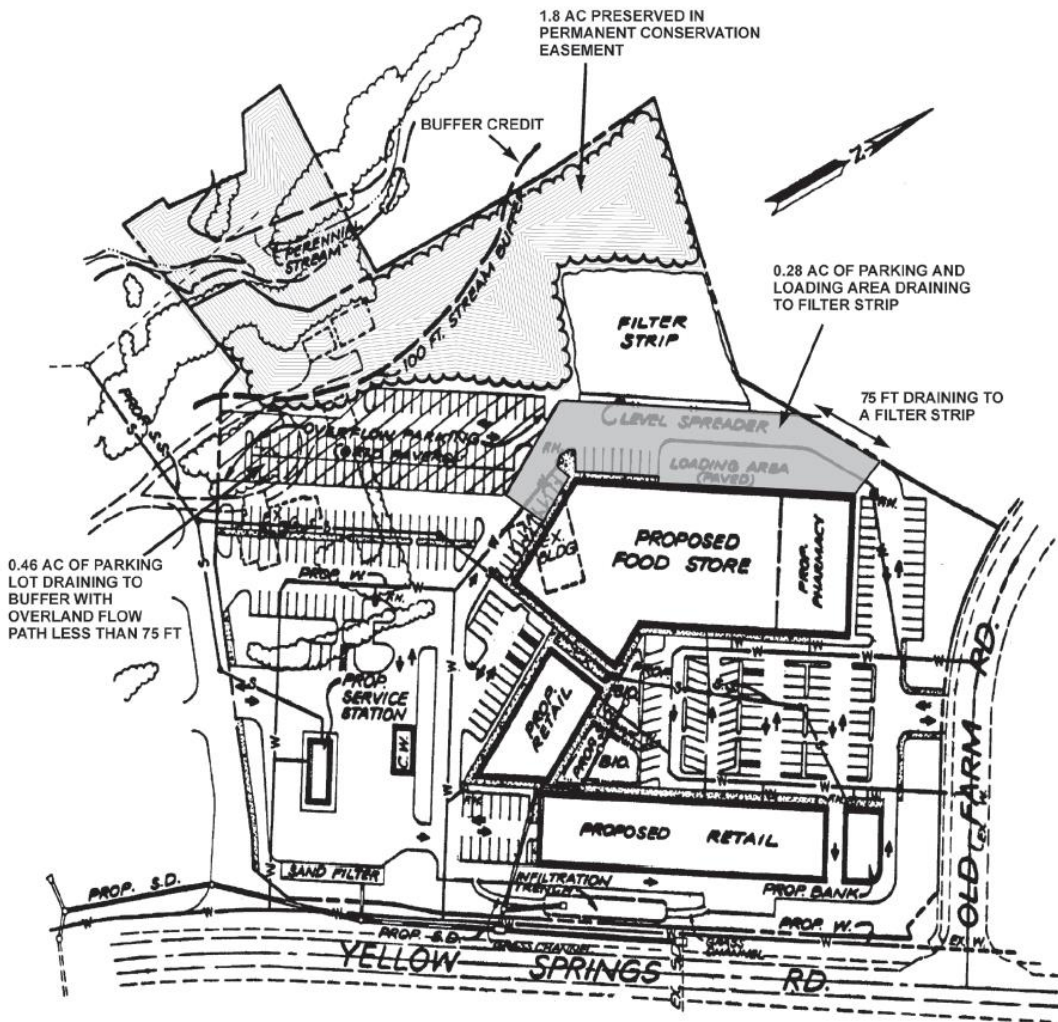 1.8 AC PRESERVED IN
PERMANENT CONSERVATION
EASEMENT
BUFFER CREDIT
N
PERENNIAL
STREAM
100 FT. STREAM BUFFER
0.28 AC OF PARKING AND
LOADING AREA DRAINING
TO FILTER STRIP
FILTER
STRIP
75 FT DRAINING TO
A FILTER STRIP
LEVEL SPREADER
OVERFLOW PARKING
LOADING AREA
(PAVED)
PROP. S.D.
EX.
BLDG
PROPOSED
FOOD STORE
PROP.
PHARMACY
0.46 AC OF PARKING
LOT DRAINING TO
BUFFER WITH
OVERLAND FLOW
PATH LESS THAN 75 FT
PROP. W.
PROP
SERVICE
STATION
C.W.
PROP.
RETAIL
BIO.
BIO.
PROPOSED RETAIL
PROP. BANK
OLD FARM RD.
SAND FILTER
INFILTRATION
TRENCH
PROP. S.D.
PROP. W.
PROP. S.D.
GRASS CHANNEL
GRASS
CHANNEL
EX. W.
YELLOW SPRINGS RD.